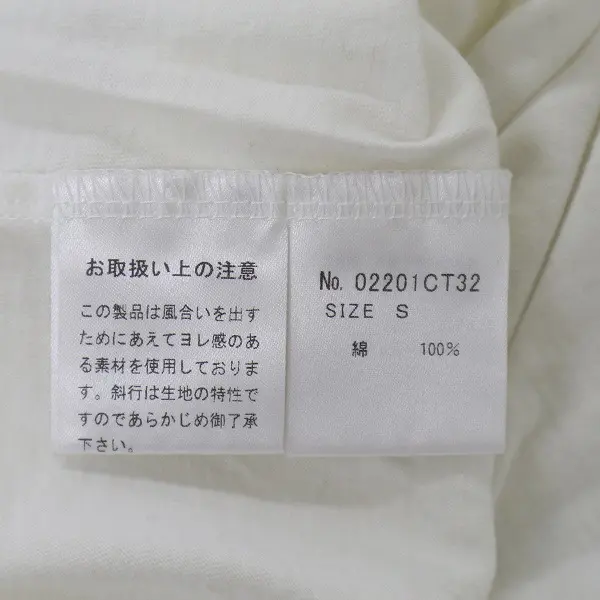 お取扱い上の注意
この製品は風合いを出す
ためにあえてヨレ感のあ
る素材を使用しておりま
す。斜行は生地の特性で
すのであらかじめ御了承
下さい。
No. 02201CT32
SIZE S
綿 100%